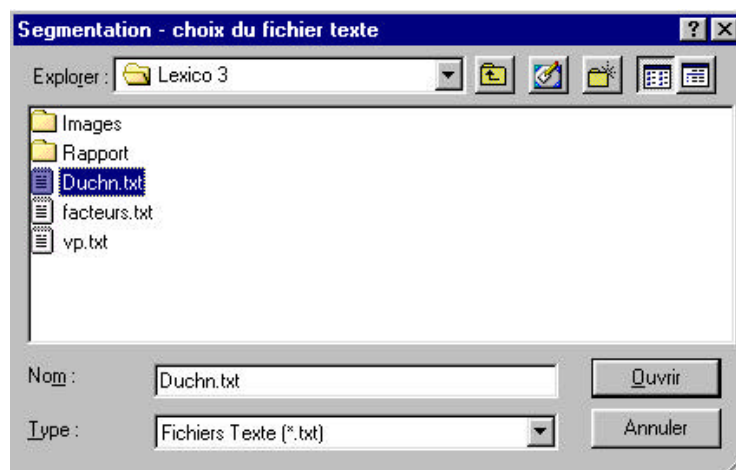 Segmentation - choix du fichier texte
Explorer : Lexico 3
Images
Rapport
Duchn.txt
facteurs.txt
vp.txt
Nom : Duchn.txt
Ouvrir
Type : Fichiers Texte (*.txt)
Annuler